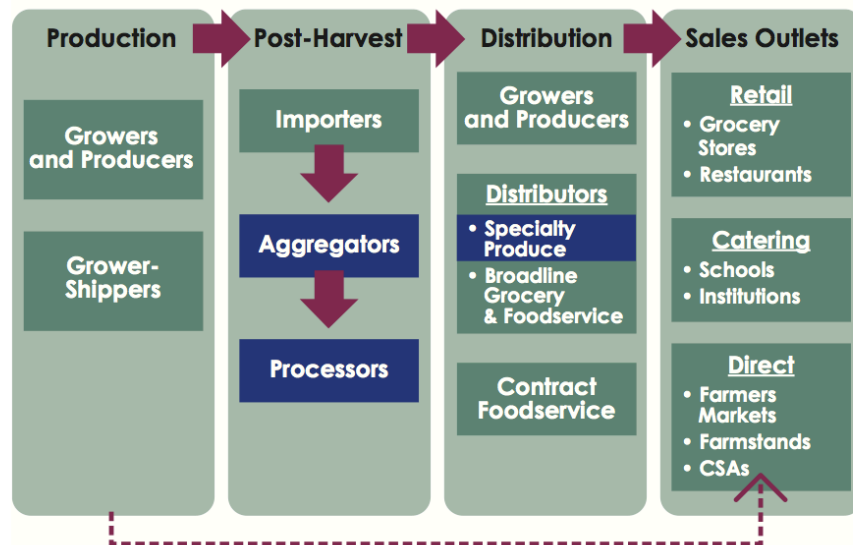 Production
Post-Harvest
Distribution
Sales Outlets
Growers
and Producers
Grower-
Shippers
Importers
Aggregators
Processors
Growers
and Producers
Distributors
• Specialty
Produce
• Broadline
Grocery
& Foodservice
Contract
Foodservice
Retail
• Grocery
Stores
• Restaurants
Catering
• Schools
• Institutions
Direct
• Farmers
Markets
• Farmstands
• CSAs